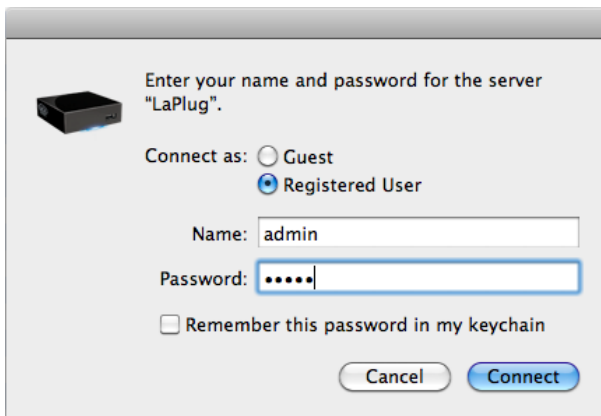 Enter your name and password for the server
“LaPlug”.
Connect as: Guest
Registered User
Name: admin
Password: •••••
Remember this password in my keychain
Cancel Connect